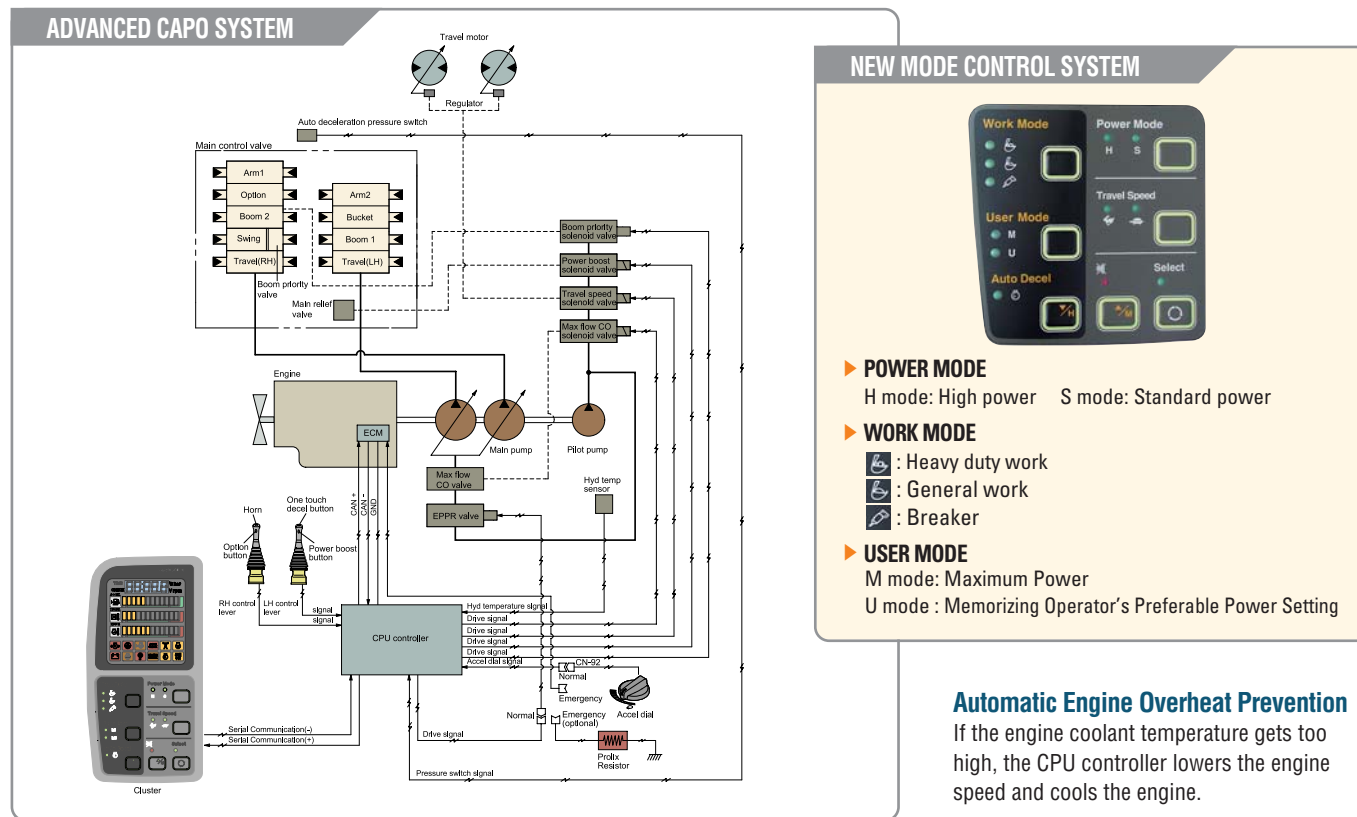 ADVANCED CAPO SYSTEM
Travel motor
Regulator
Auto deceleration pressure switch
Main control valve
Arm1
Option
Boom 2
Swing
Travel(RH)
Arm2
Bucket
Boom 1
Travel(LH)
Boom priority
valve
Main relief
valve
Boom priority
solenoid valve
Power boost
solenoid valve
Travel speed
solenoid valve
Max flow CO
solenoid valve
Engine
ECM
Main pump
Pilot pump
Max flow
CO valve
EPPR valve
Hyd temp
sensor
CAN +
CAN -
GND
Horn
One touch
decel button
Option
button
Power boost
button
RH control
lever
LH control
lever
signal
signal
CPU controller
Hyd temperature signal
Drive signal
Drive signal
Drive signal
Drive signal
Accel dial signal
CN-92
Normal
Emergency
Accel dial
Normal
Emergency
(optional)
Drive signal
Prolix
Resistor
Serial Communication(-)
Serial Communication(+)
Pressure switch signal
Power Mode
Travel Speed
Select
Cluster
NEW MODE CONTROL SYSTEM
Work Mode
Power Mode
H S
Travel Speed
User Mode
M
U
Auto Decel
Select
▼/H
▲/M
POWER MODE
H mode: High power S mode: Standard power
WORK MODE
: Heavy duty work
: General work
: Breaker
USER MODE
M mode: Maximum Power
U mode : Memorizing Operator's Preferable Power Setting
Automatic Engine Overheat Prevention
If the engine coolant temperature gets too
high, the CPU controller lowers the engine
speed and cools the engine.